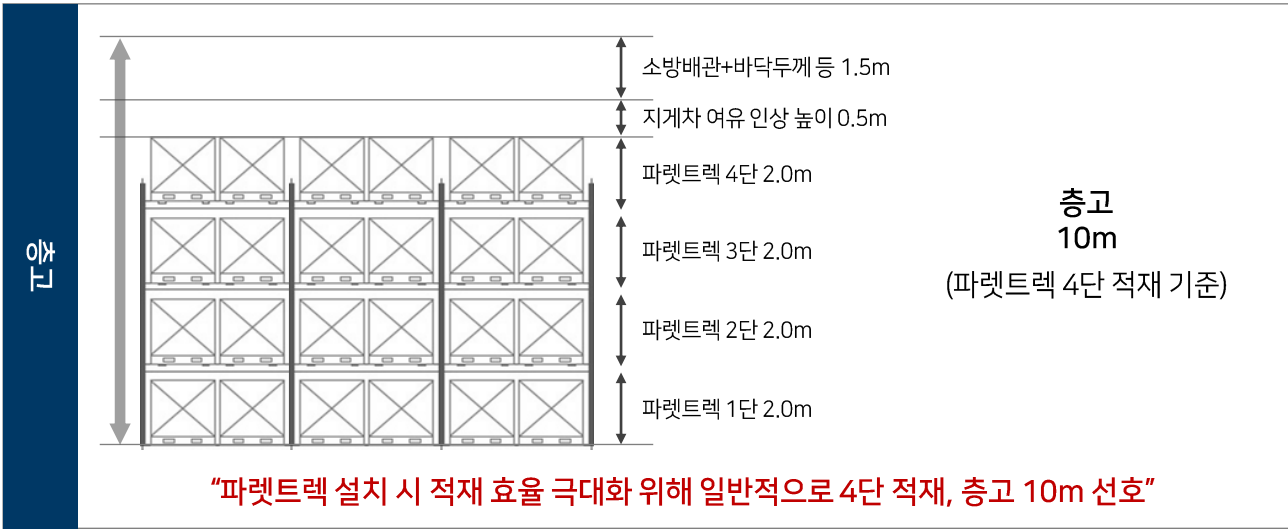 층고
소방배관+바닥두께 등 1.5m
지게차 여유 인상 높이 0.5m
파렛트렉 4단 2.0m
파렛트렉 3단 2.0m
파렛트렉 2단 2.0m
파렛트렉 1단 2.0m
층고
10m
(파렛트렉 4단 적재 기준)
“파렛트렉 설치 시 적재 효율 극대화 위해 일반적으로 4단 적재, 층고 10m 선호”